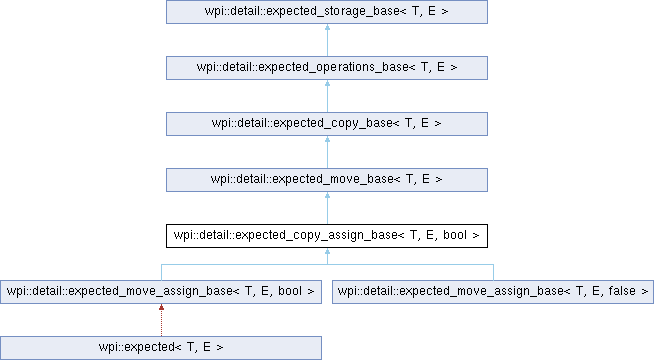 wpi::detail::expected_storage_base< T, E >
wpi::detail::expected_operations_base< T, E >
wpi::detail::expected_copy_base< T, E >
wpi::detail::expected_move_base< T, E >
wpi::detail::expected_copy_assign_base< T, E, bool >
wpi::detail::expected_move_assign_base< T, E, bool >
wpi::detail::expected_move_assign_base< T, E, false >
wpi::expected< T, E >